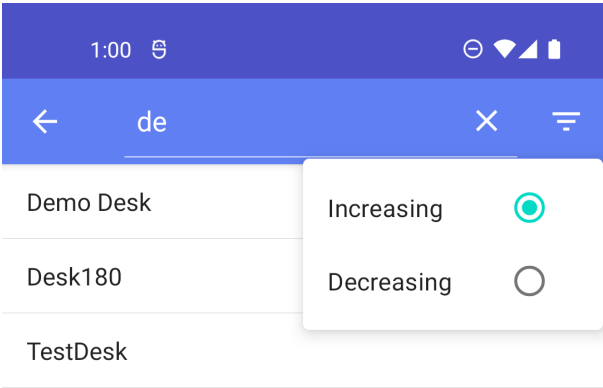 1:00
de
Demo Desk
Increasing
Desk180
Decreasing
TestDesk